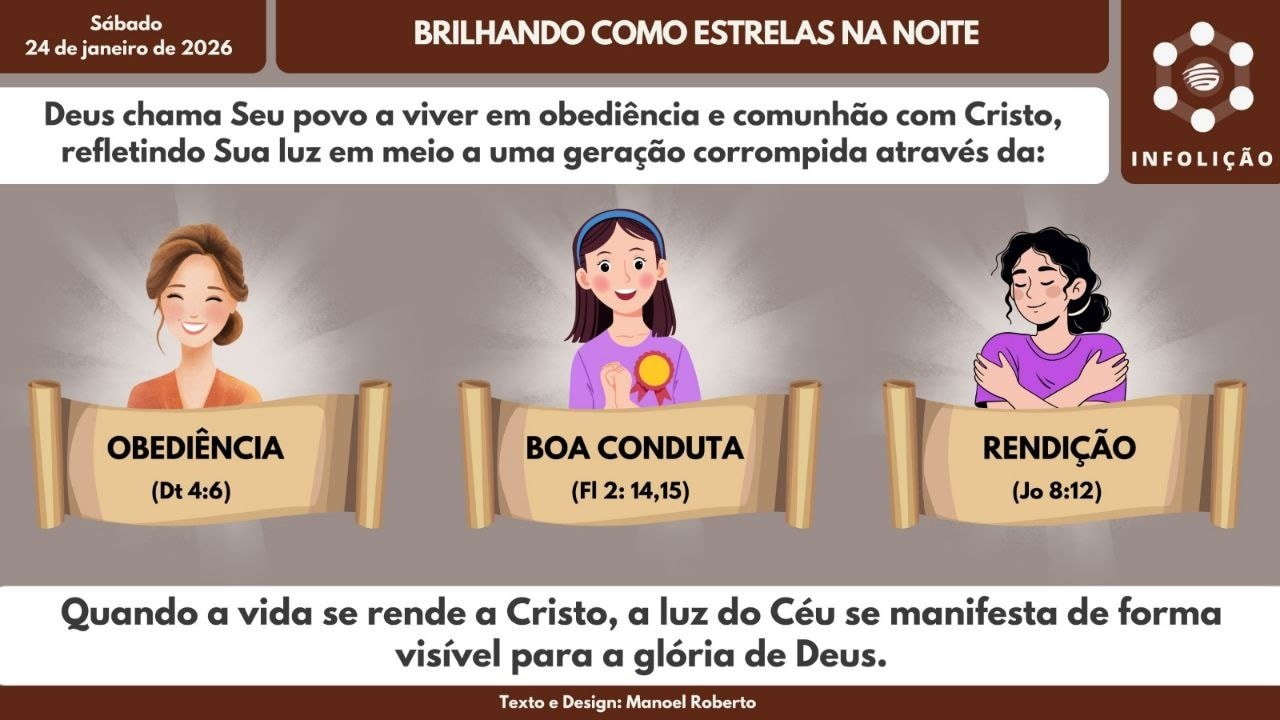 Sábado
24 de janeiro de 2026
BRILHANDO COMO ESTRELAS NA NOITE
INFOLIÇÃO
Deus chama Seu povo a viver em obediência e comunhão com Cristo,
refletindo Sua luz em meio a uma geração corrompida através da:
OBEDIÊNCIA
(Dt 4:6)
BOA CONDUTA
(Fl 2: 14,15)
RENDIÇÃO
(Jo 8:12)
Quando a vida se rende a Cristo, a luz do Céu se manifesta de forma
visível para a glória de Deus.
Texto e Design: Manoel Roberto